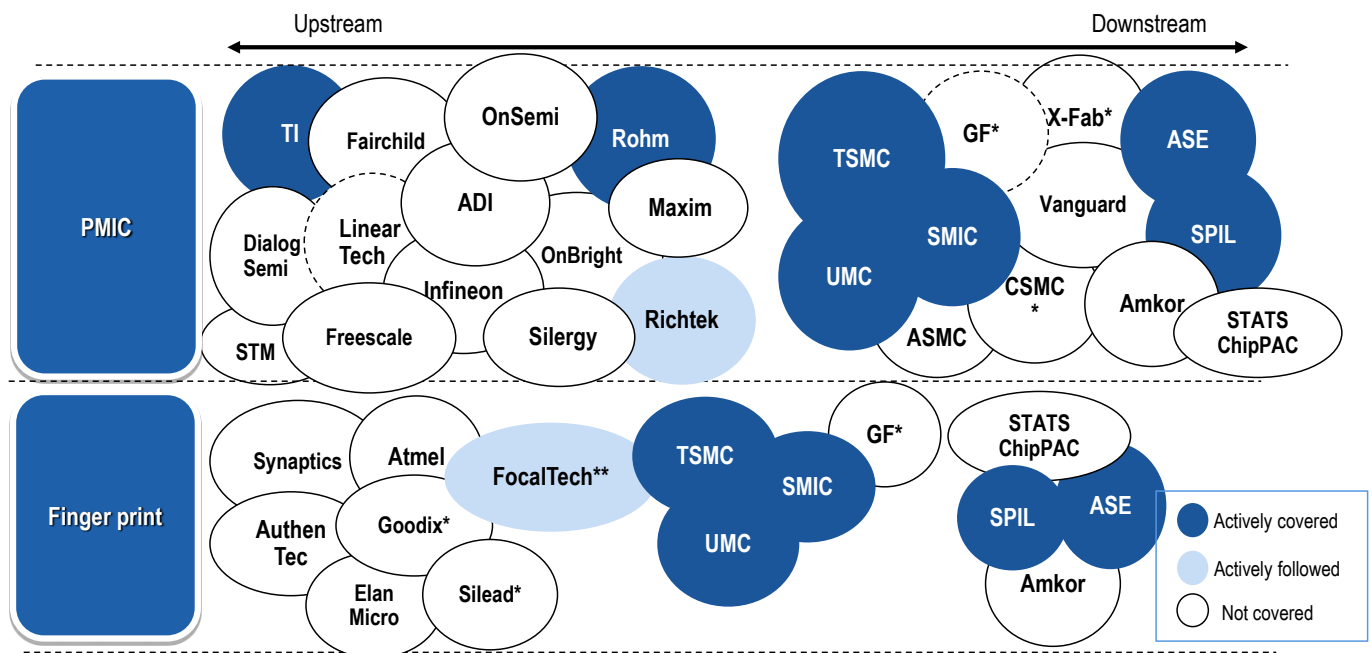 Upstream
Downstream
PMIC
TI
Fairchild
OnSemi
Rohm
Dialog
Semi
Linear
Tech
ADI
Maxim
OnBright
Infineon
STM
Freescale
Silergy
Richtek
TSMC
GF*
X-Fab*
ASE
SMIC
Vanguard
SPIL
UMC
CSMC
*
Amkor
ASMC
STATS
ChipPAC
Finger print
Synaptics
Atmel
FocalTech**
Authen
Tec
Goodix*
Elan
Micro
Silead*
TSMC
SMIC
UMC
GF*
STATS
ChipPAC
SPIL
ASE
Amkor
Actively covered
Actively followed
Not covered